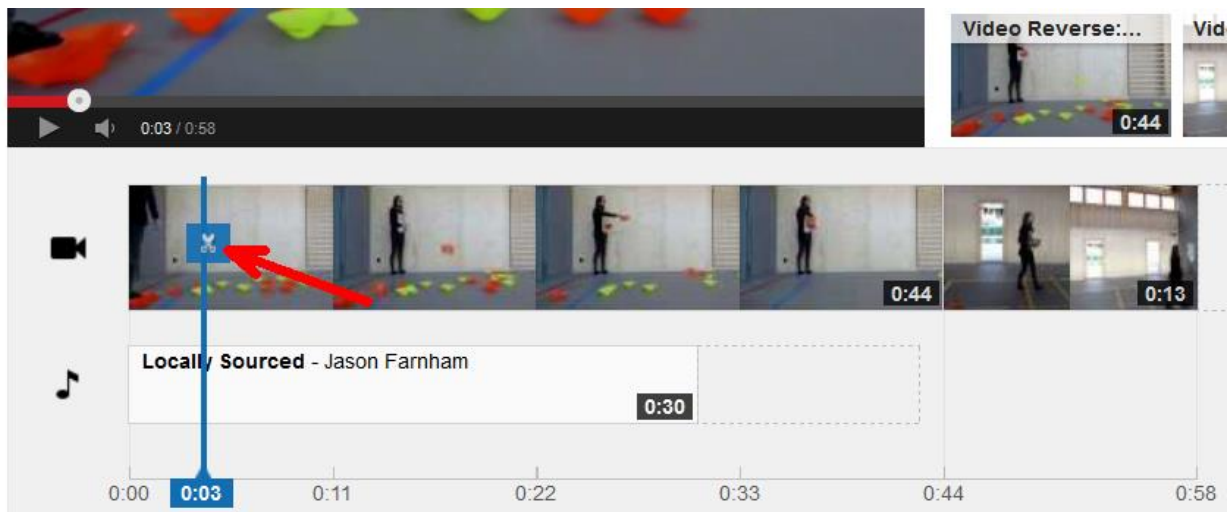 Video Reverse:...
Vid
0:44
0:03 / 0:58
0:44
0:13
Locally Sourced - Jason Farnham
0:30
0:00
0:03
0:11
0:22
0:33
0:44
0:58